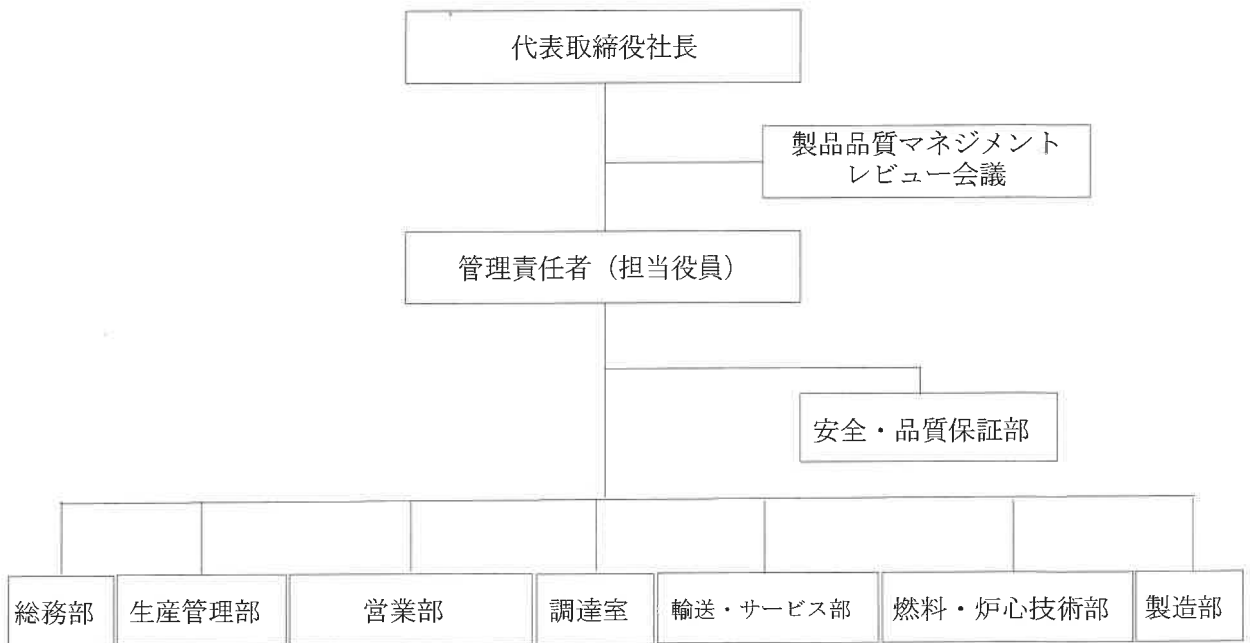 代表取締役社長
製品品質マネジメント
レビュー会議
管理責任者（担当役員）
安全・品質保証部
総務部
生産管理部
営業部
調達室
輸送・サービス部
燃料・炉心技術部
製造部